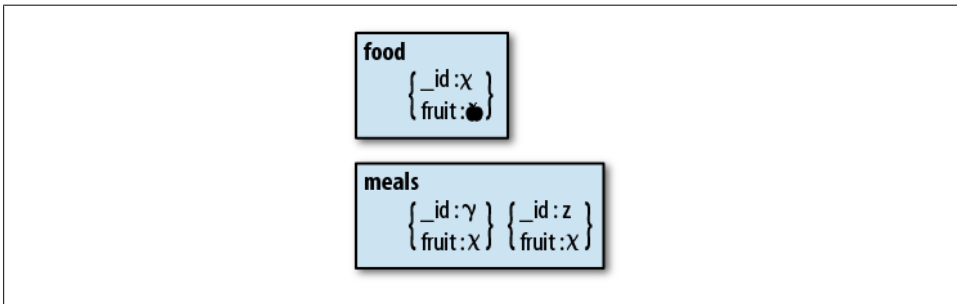 food
{ _id : χ }
{ fruit : }
meals
{ _id : γ } { _id : z }
{ fruit : χ } { fruit : χ }